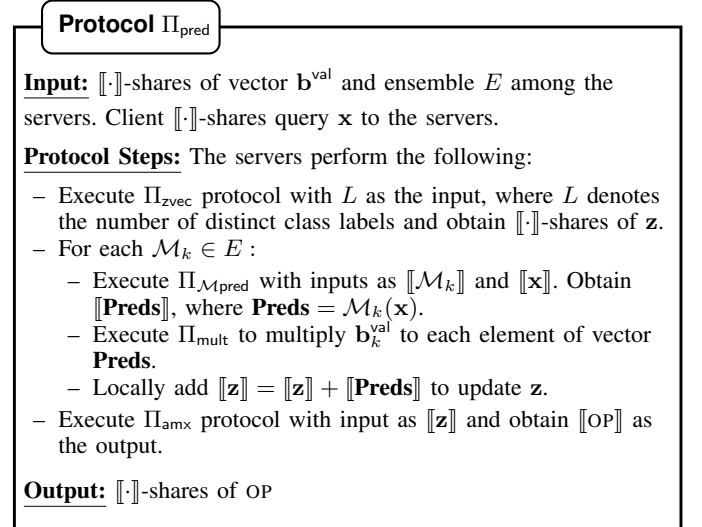 Protocol Π_pred
Input: ⟦·⟧-shares of vector b^val and ensemble E among the
servers. Client ⟦·⟧-shares query x to the servers.
Protocol Steps: The servers perform the following:
– Execute Π_zvec protocol with L as the input, where L denotes
the number of distinct class labels and obtain ⟦·⟧-shares of z.
– For each ℳ_k ∈ E :
– Execute Π_ℳpred with inputs as ⟦ℳ_k⟧ and ⟦x⟧. Obtain
⟦Preds⟧, where Preds = ℳ_k(x).
– Execute Π_mult to multiply b_k^val to each element of vector
Preds.
– Locally add ⟦z⟧ = ⟦z⟧ + ⟦Preds⟧ to update z.
– Execute Π_amx protocol with input as ⟦z⟧ and obtain ⟦OP⟧ as
the output.
Output: ⟦·⟧-shares of OP